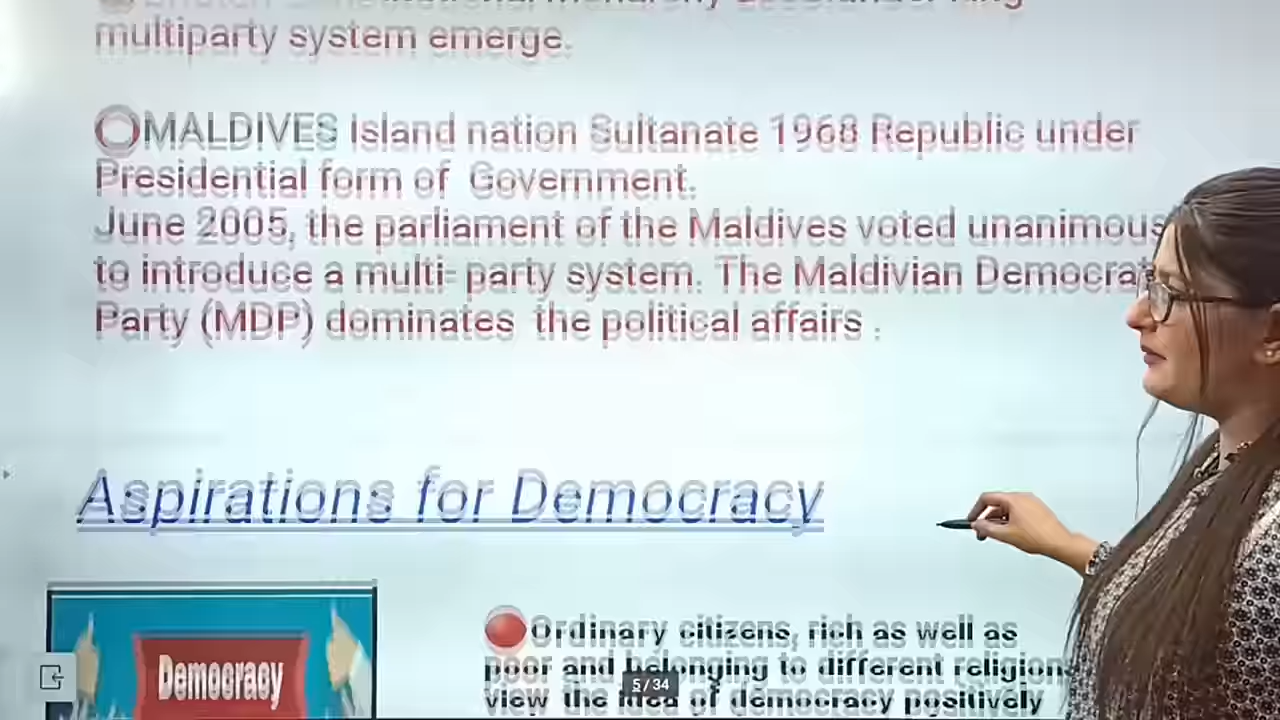 multiparty system emerge.
MALDIVES Island nation Sultanate 1968 Republic under
Presidential form of Government.
June 2005, the parliament of the Maldives voted unanimous
to introduce a multi- party system. The Maldivian Democrat
Party (MDP) dominates the political affairs .
Aspirations for Democracy
Democracy
Ordinary citizens, rich as well as
poor and belonging to different religion
view the idea of democracy positively
5 / 34